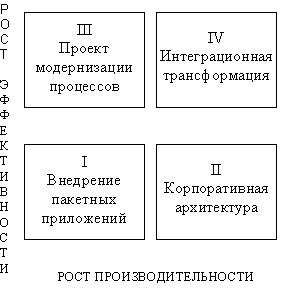 РОСТ ЭФФЕКТИВНОСТИ
III
Проект
модернизации
процессов
IV
Интеграционная
трансформация
I
Внедрение
пакетных
приложений
II
Корпоративная
архитектура
РОСТ ПРОИЗВОДИТЕЛЬНОСТИ